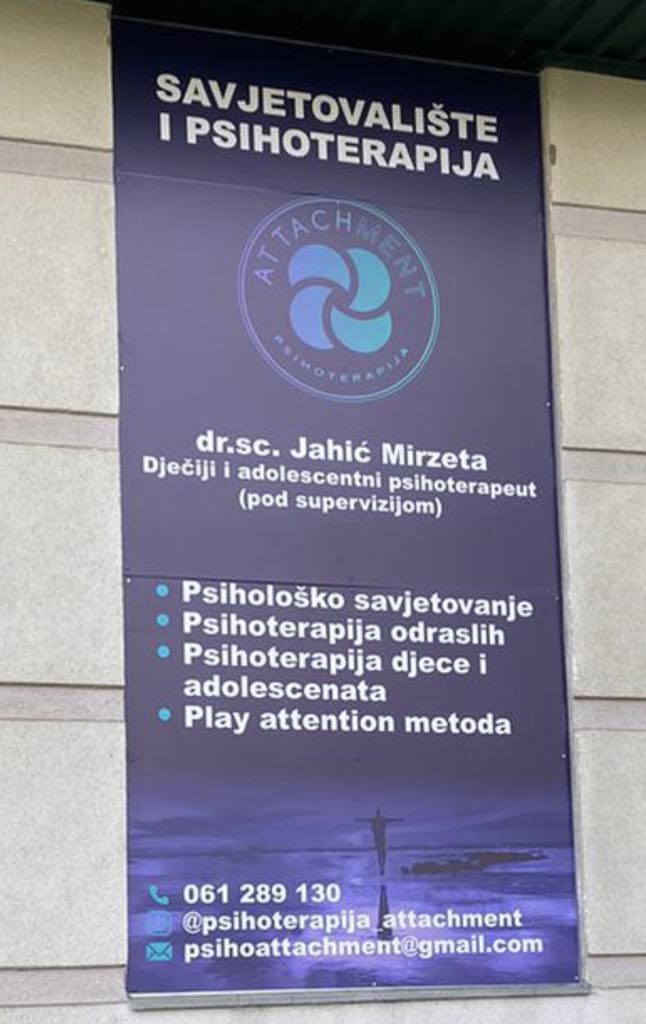 SAVJETOVALIŠTE
I PSIHOTERAPIJA
ATTACHMENT
PSIHOTERAPIJA
dr.sc. Jahić Mirzeta
Dječiji i adolescentni psihoterapeut
(pod supervizijom)
• Psihološko savjetovanje
• Psihoterapija odraslih
• Psihoterapija djece i
adolescenata
• Play attention metoda
061 289 130
@psihoterapija_attachment
psihoattachment@gmail.com